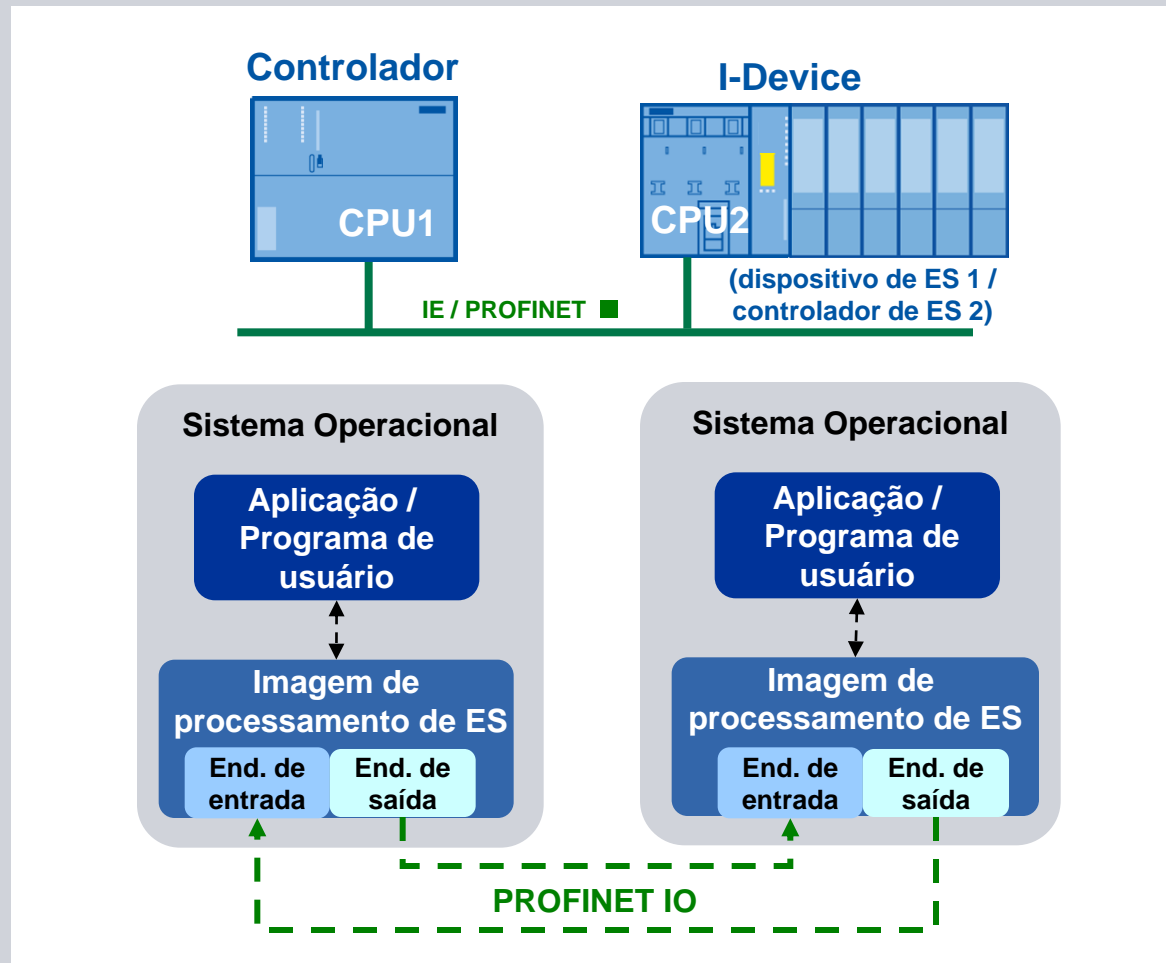 Controlador
I-Device
CPU1
CPU2
(dispositivo de ES 1 /
controlador de ES 2)
IE / PROFINET
Sistema Operacional
Aplicação /
Programa de
usuário
Imagem de
processamento de ES
End. de
entrada
End. de
saída
Sistema Operacional
Aplicação /
Programa de
usuário
Imagem de
processamento de ES
End. de
entrada
End. de
saída
PROFINET IO